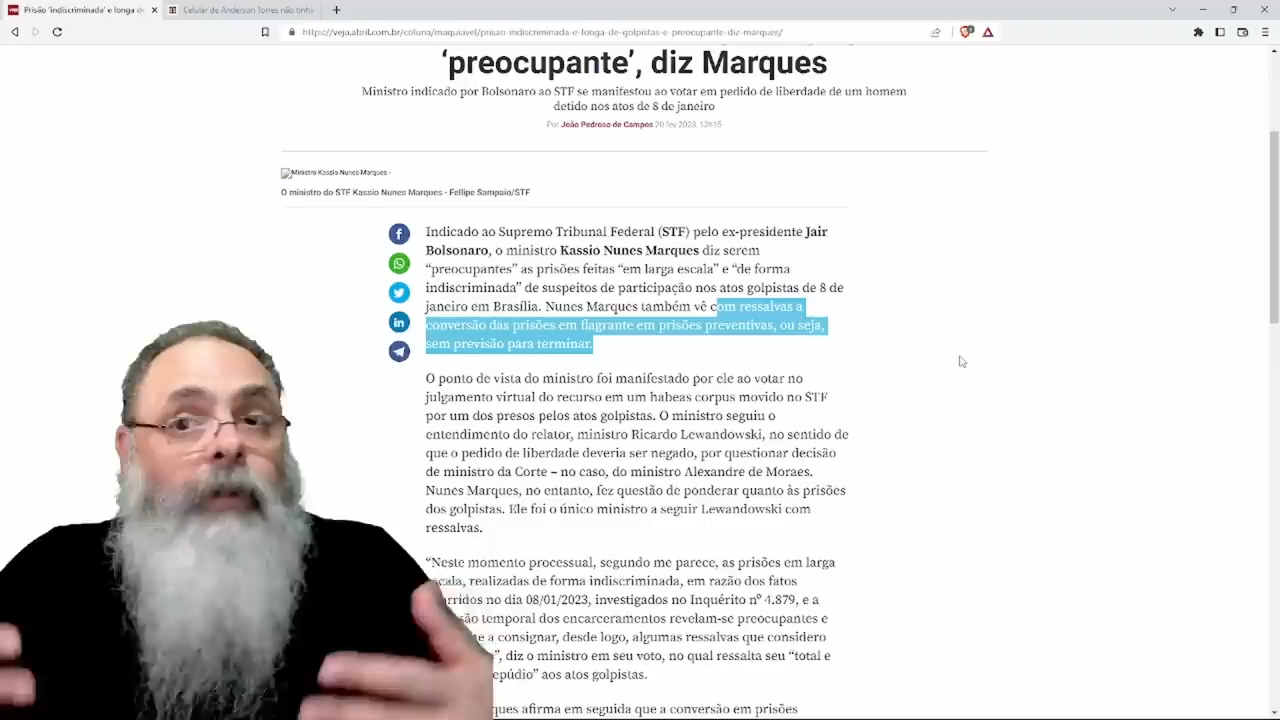 Prisão 'indiscriminada' e longa d
Celular de Anderson Torres não tinha
https://veja.abril.com.br/coluna/maquiavel/prisao-indiscriminada-e-longa-de-golpistas-e-preocupante-diz-marques/
'preocupante', diz Marques
Ministro indicado por Bolsonaro ao STF se manifestou ao votar em pedido de liberdade de um homem
detido nos atos de 8 de janeiro
Por João Pedroso de Campos 20 fev 2023, 12h15
Ministro Kassio Nunes Marques -
O ministro do STF Kassio Nunes Marques - Fellipe Sampaio/STF
Indicado ao Supremo Tribunal Federal (STF) pelo ex-presidente Jair
Bolsonaro, o ministro Kassio Nunes Marques diz serem
“preocupantes” as prisões feitas “em larga escala” e “de forma
indiscriminada” de suspeitos de participação nos atos golpistas de 8 de
janeiro em Brasília. Nunes Marques também vê com ressalvas a
conversão das prisões em flagrante em prisões preventivas, ou seja,
sem previsão para terminar.
O ponto de vista do ministro foi manifestado por ele ao votar no
julgamento virtual do recurso em um habeas corpus movido no STF
por um dos presos pelos atos golpistas. O ministro seguiu o
entendimento do relator, ministro Ricardo Lewandowski, no sentido de
que o pedido de liberdade deveria ser negado, por questionar decisão
de ministro da Corte – no caso, do ministro Alexandre de Moraes.
Nunes Marques, no entanto, fez questão de ponderar quanto às prisões
dos golpistas. Ele foi o único ministro a seguir Lewandowski com
ressalvas.
“Neste momento processual, segundo me parece, as prisões em larga
escala, realizadas de forma indiscriminada, em razão dos fatos
orridos no dia 08/01/2023, investigados no Inquérito nº 4.879, e a
são temporal dos encarceramentos revelam-se preocupantes e
e a consignar, desde logo, algumas ressalvas que considero
”, diz o ministro em seu voto, no qual ressalta seu “total e
epúdio” aos atos golpistas.
ques afirma em seguida que a conversão em prisões